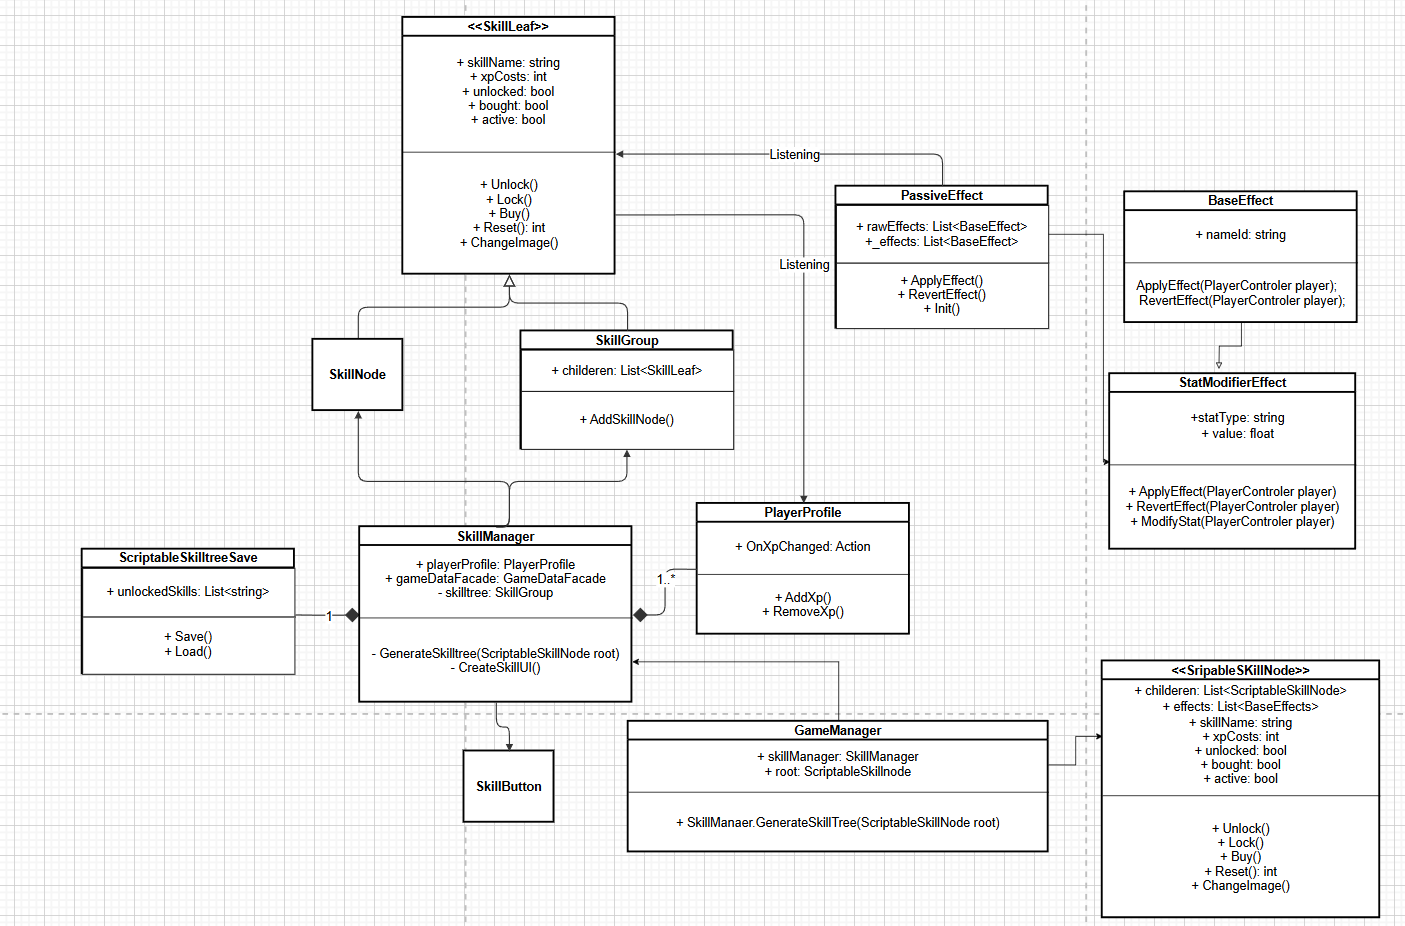 <<SkillLeaf>>
+ skillName: string
+ xpCosts: int
+ unlocked: bool
+ bought: bool
+ active: bool
+ Unlock()
+ Lock()
+ Buy()
+ Reset(): int
+ ChangeImage()
Listening
Listening
PassiveEffect
+ rawEffects: List<BaseEffect>
+_effects: List<BaseEffect>
+ ApplyEffect()
+ RevertEffect()
+ Init()
BaseEffect
+ nameId: string
ApplyEffect(PlayerControler player);
RevertEffect(PlayerControler player);
SkillNode
SkillGroup
+ childeren: List<SkillLeaf>
+ AddSkillNode()
StatModifierEffect
+statType: string
+ value: float
+ ApplyEffect(PlayerControler player)
+ RevertEffect(PlayerControler player)
+ ModifyStat(PlayerControler player)
ScriptableSkilltreeSave
+ unlockedSkills: List<string>
+ Save()
+ Load()
1
SkillManager
+ playerProfile: PlayerProfile
+ gameDataFacade: GameDataFacade
- skilltree: SkillGroup
- GenerateSkilltree(ScriptableSkillNode root)
- CreateSkillUI()
1..*
PlayerProfile
+ OnXpChanged: Action
+ AddXp()
+ RemoveXp()
SkillButton
GameManager
+ skillManager: SkillManager
+ root: ScriptableSkillnode
+ SkillManaer.GenerateSkillTree(ScriptableSkillNode root)
<<SripableSKillNode>>
+ childeren: List<ScriptableSkillNode>
+ effects: List<BaseEffects>
+ skillName: string
+ xpCosts: int
+ unlocked: bool
+ bought: bool
+ active: bool
+ Unlock()
+ Lock()
+ Buy()
+ Reset(): int
+ ChangeImage()